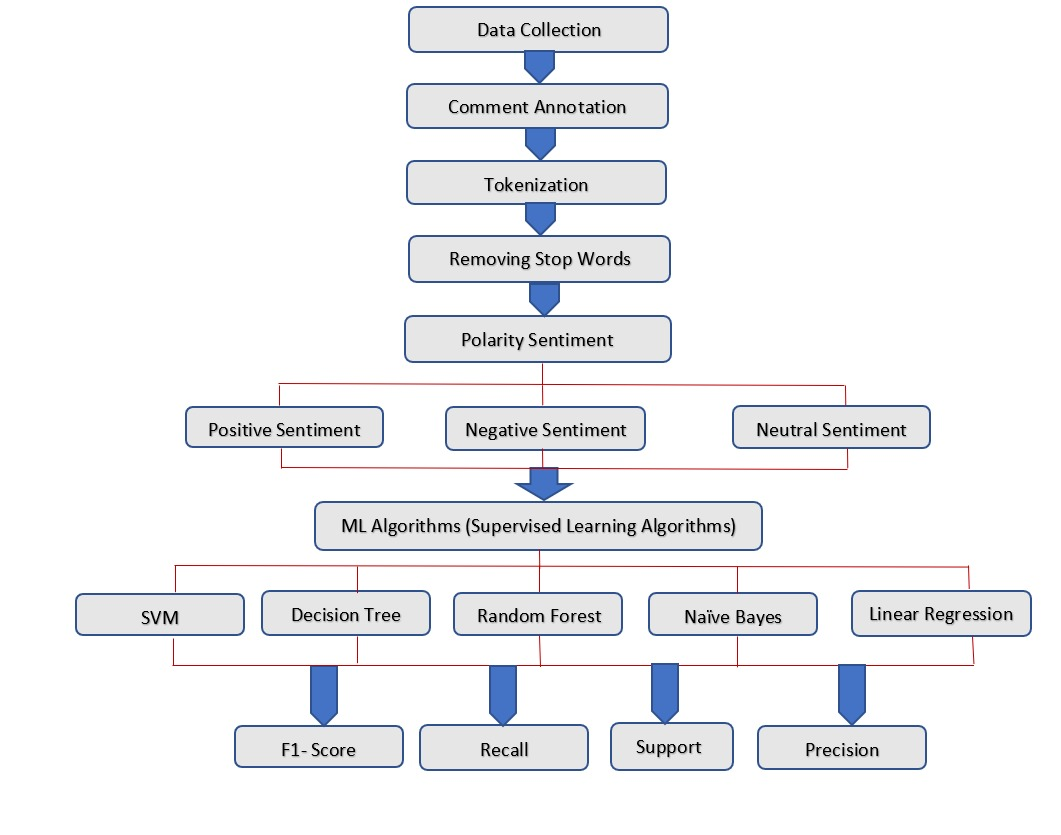 Data Collection
Comment Annotation
Tokenization
Removing Stop Words
Polarity Sentiment
Positive Sentiment
Negative Sentiment
Neutral Sentiment
ML Algorithms (Supervised Learning Algorithms)
SVM
Decision Tree
Random Forest
Naïve Bayes
Linear Regression
F1- Score
Recall
Support
Precision